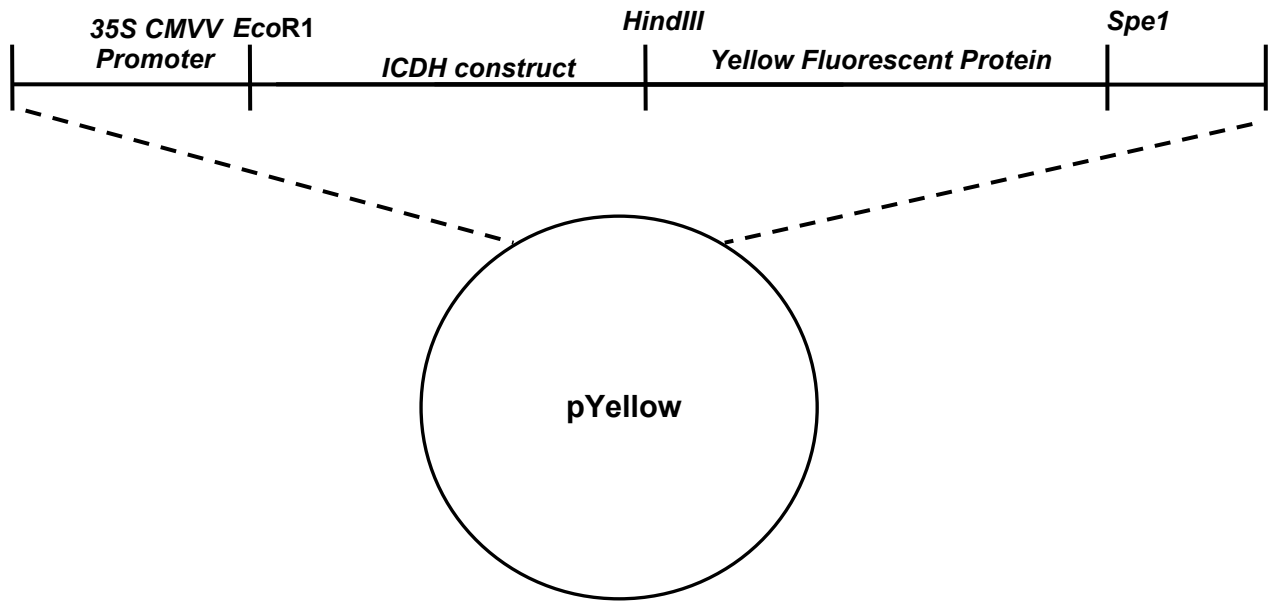 35S CMVV EcoR1
Promoter
ICDH construct
HindIII
Yellow Fluorescent Protein
Spe1
pYellow